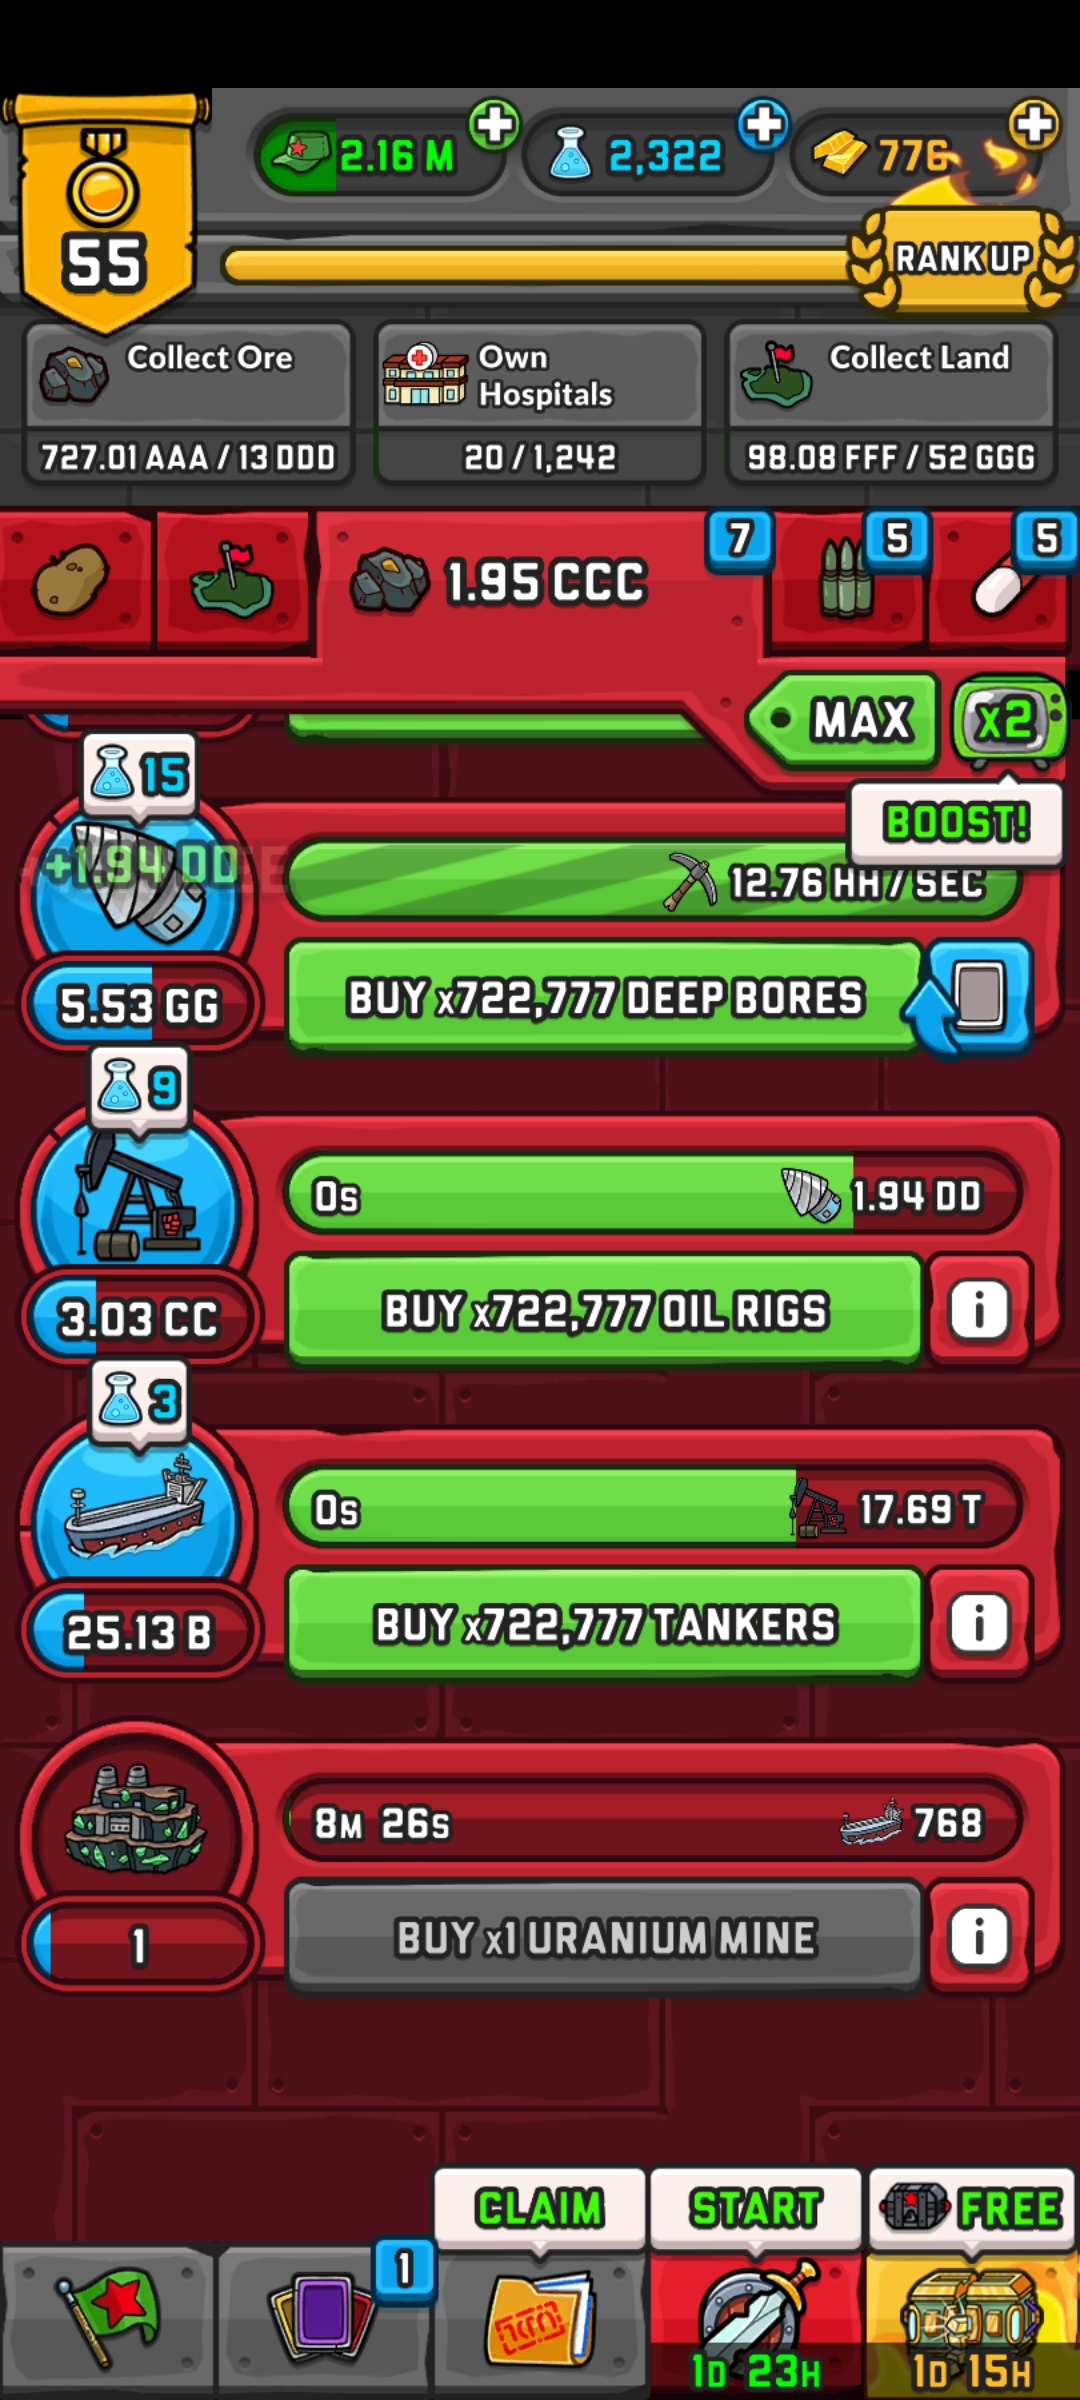 55
2.16 M
2,322
776
RANK UP
Collect Ore
727.01 AAA / 13 DDD
Own
Hospitals
20 / 1,242
Collect Land
98.08 FFF / 52 GGG
1.95 CCC
7
5
5
MAX
x2
BOOST!
15
+1.94 DD
12.76 HH / SEC
5.53 GG
BUY x722,777 DEEP BORES
9
0s
1.94 DD
3.03 CC
BUY x722,777 OIL RIGS
i
3
0s
17.69 T
25.13 B
BUY x722,777 TANKERS
i
8M 26s
768
1
BUY x1 URANIUM MINE
i
CLAIM
START
FREE
1
1D 23H
1D 15H